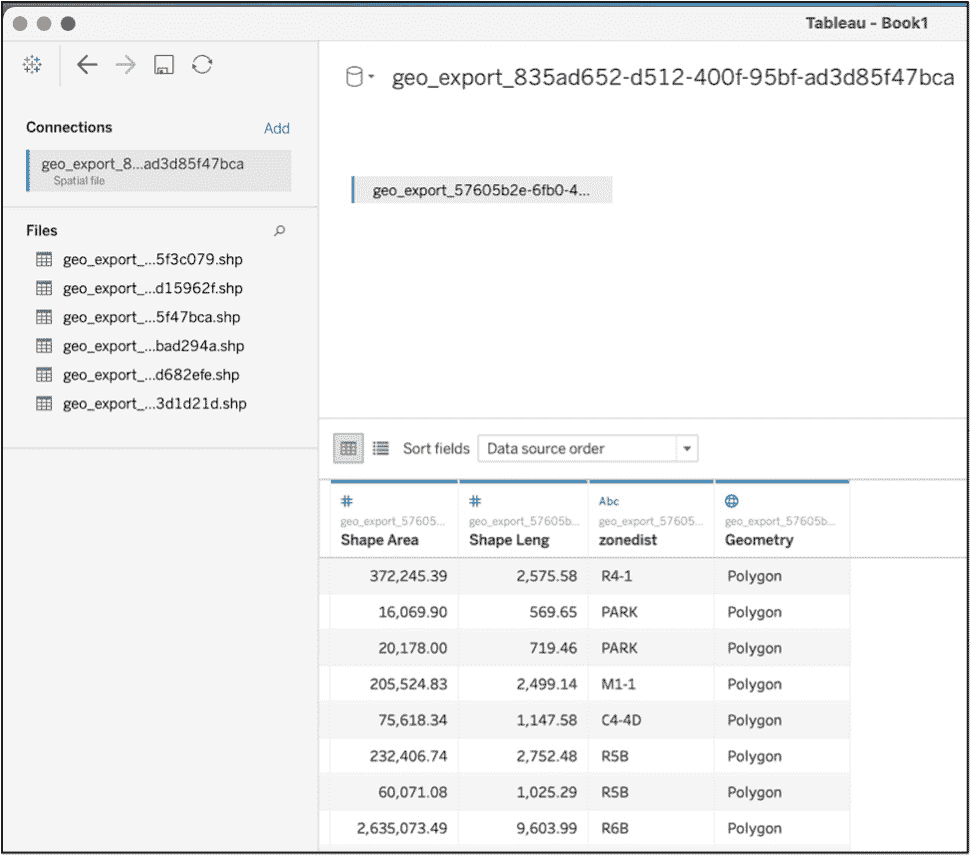 Tableau - Book1
Connections Add
geo_export_8...ad3d85f47bca
Spatial file
Files
geo_export_...5f3c079.shp
geo_export_...d15962f.shp
geo_export_...5f47bca.shp
geo_export_...bad294a.shp
geo_export_...d682efe.shp
geo_export_...3d1d21d.shp
geo_export_835ad652-d512-400f-95bf-ad3d85f47bca
geo_export_57605b2e-6fb0-4...
Sort fields Data source order
# # Abc
geo_export_57605... geo_export_57605b... geo_export_57605... geo_export_57605b...
Shape Area Shape Leng zonedist Geometry
372,245.39 2,575.58 R4-1 Polygon
16,069.90 569.65 PARK Polygon
20,178.00 719.46 PARK Polygon
205,524.83 2,499.14 M1-1 Polygon
75,618.34 1,147.58 C4-4D Polygon
232,406.74 2,752.48 R5B Polygon
60,071.08 1,025.29 R5B Polygon
2,635,073.49 9,603.99 R6B Polygon